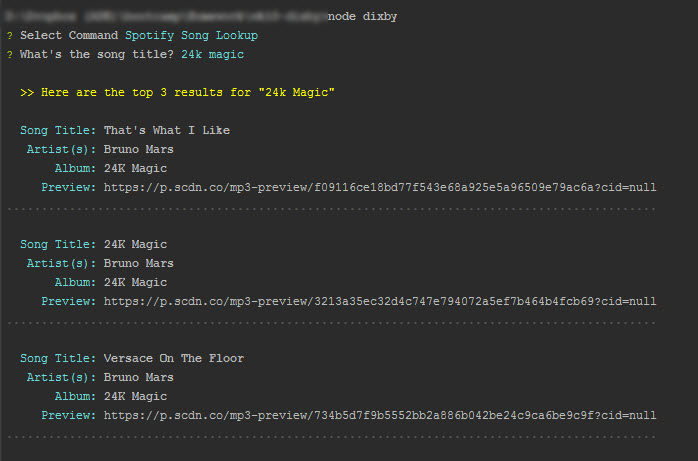 node dixby
? Select Command Spotify Song Lookup
? What's the song title? 24k magic
>> Here are the top 3 results for "24k Magic"
Song Title: That's What I Like
Artist(s): Bruno Mars
Album: 24K Magic
Preview: https://p.scdn.co/mp3-preview/f09116ce18bd77f543e68a925e5a96509e79ac6a?cid=null
Song Title: 24K Magic
Artist(s): Bruno Mars
Album: 24K Magic
Preview: https://p.scdn.co/mp3-preview/3213a35ec32d4c747e794072a5ef7b464b4fcb69?cid=null
Song Title: Versace On The Floor
Artist(s): Bruno Mars
Album: 24K Magic
Preview: https://p.scdn.co/mp3-preview/734b5d7f9b5552bb2a886b042be24c9ca6be9c9f?cid=null